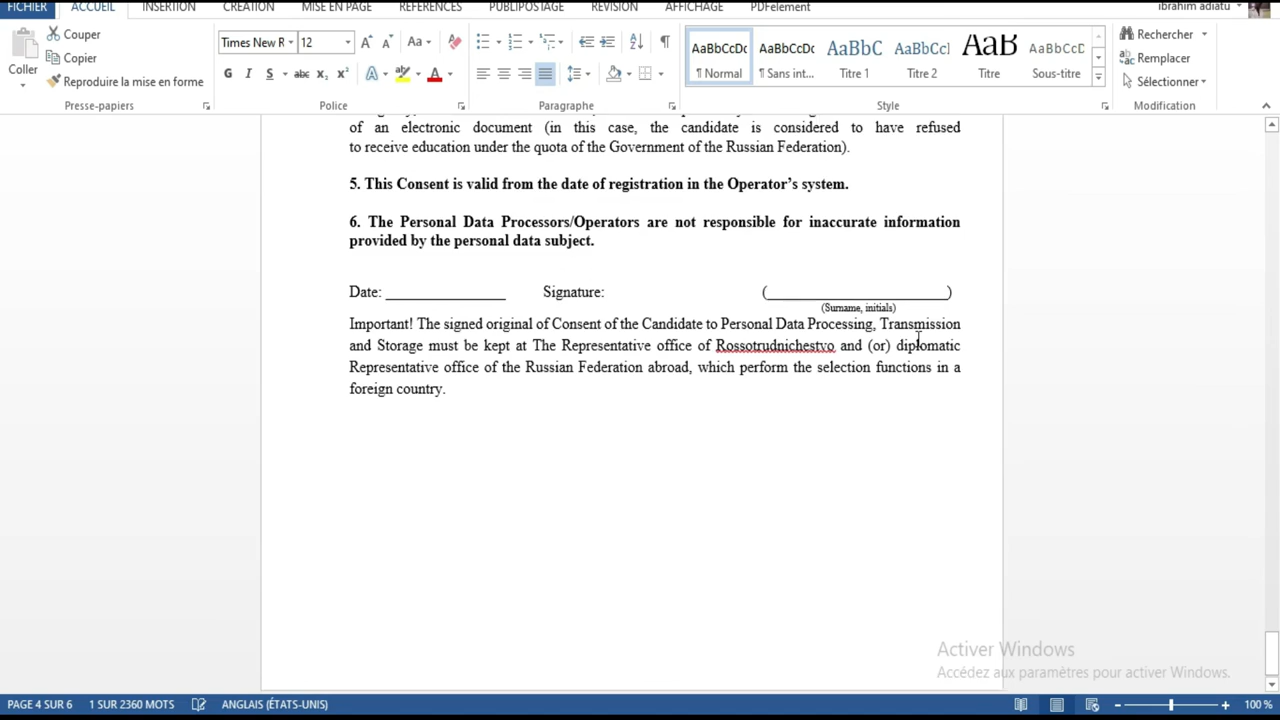 FICHIER ACCUEIL INSERTION CRÉATION MISE EN PAGE RÉFÉRENCES PUBLIPOSTAGE RÉVISION AFFICHAGE PDFelement ibrahim adiatu
Coller
Couper
Copier
Reproduire la mise en forme
Presse-papiers
Times New R 12
Police
Paragraphe
AaBbCcDc AaBbCcDc AaBbC AaBbCcI AaB AaBbCcD
¶ Normal ¶ Sans int... Titre 1 Titre 2 Titre Sous-titre
Style
Rechercher
Remplacer
Sélectionner
Modification
of an electronic document (in this case, the candidate is considered to have refused
to receive education under the quota of the Government of the Russian Federation).
5. This Consent is valid from the date of registration in the Operator's system.
6. The Personal Data Processors/Operators are not responsible for inaccurate information
provided by the personal data subject.
Date: _______________ Signature: (_______________________)
(Surname, initials)
Important! The signed original of Consent of the Candidate to Personal Data Processing, Transmission
and Storage must be kept at The Representative office of Rossotrudnichestvo and (or) diplomatic
Representative office of the Russian Federation abroad, which perform the selection functions in a
foreign country.
Activer Windows
Accédez aux paramètres pour activer Windows.
PAGE 4 SUR 6 1 SUR 2360 MOTS ANGLAIS (ÉTATS-UNIS) 100 %